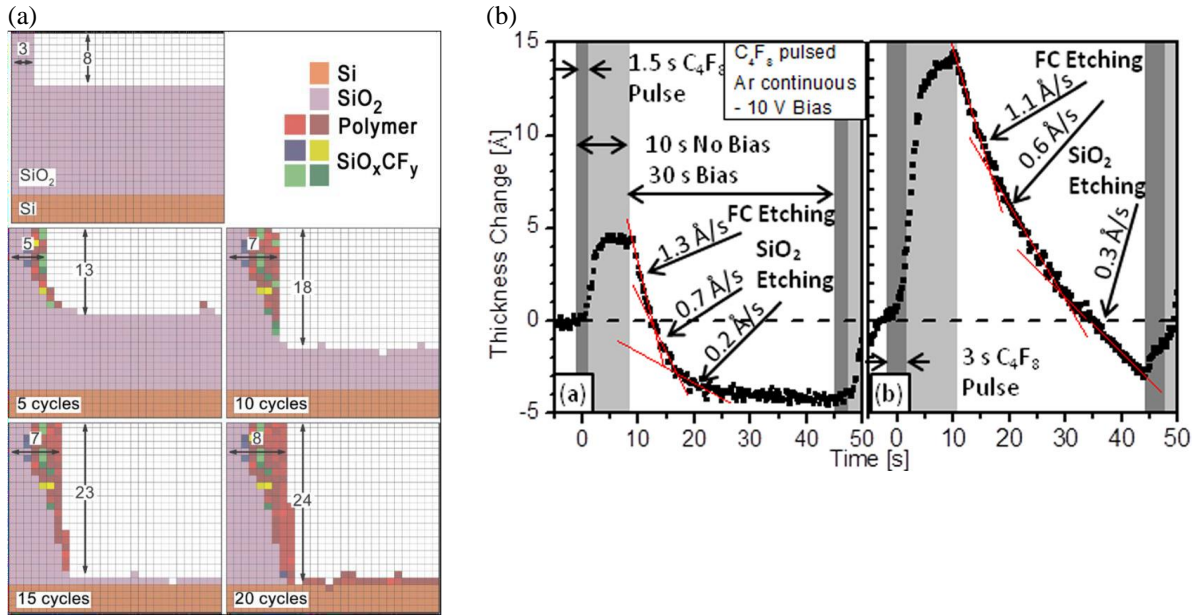 (a)
3
8
SiO2
Si
Si
SiO2
Polymer
SiOxCFy
5
13
5 cycles
7
18
10 cycles
7
23
15 cycles
8
24
20 cycles
(b)
Thickness Change [Å]
15
10
5
0
-5
1.5 s C4F8
Pulse
C4F8 pulsed
Ar continuous
- 10 V Bias
10 s No Bias
30 s Bias
FC Etching
SiO2
Etching
1.3 Å/s
0.7 Å/s
0.2 Å/s
(a)
FC Etching
1.1 Å/s
0.6 Å/s
SiO2
Etching
0.3 Å/s
3 s C4F8
Pulse
(b)
0 10 20 30 40 50 0 10 20 30 40 50
Time [s]